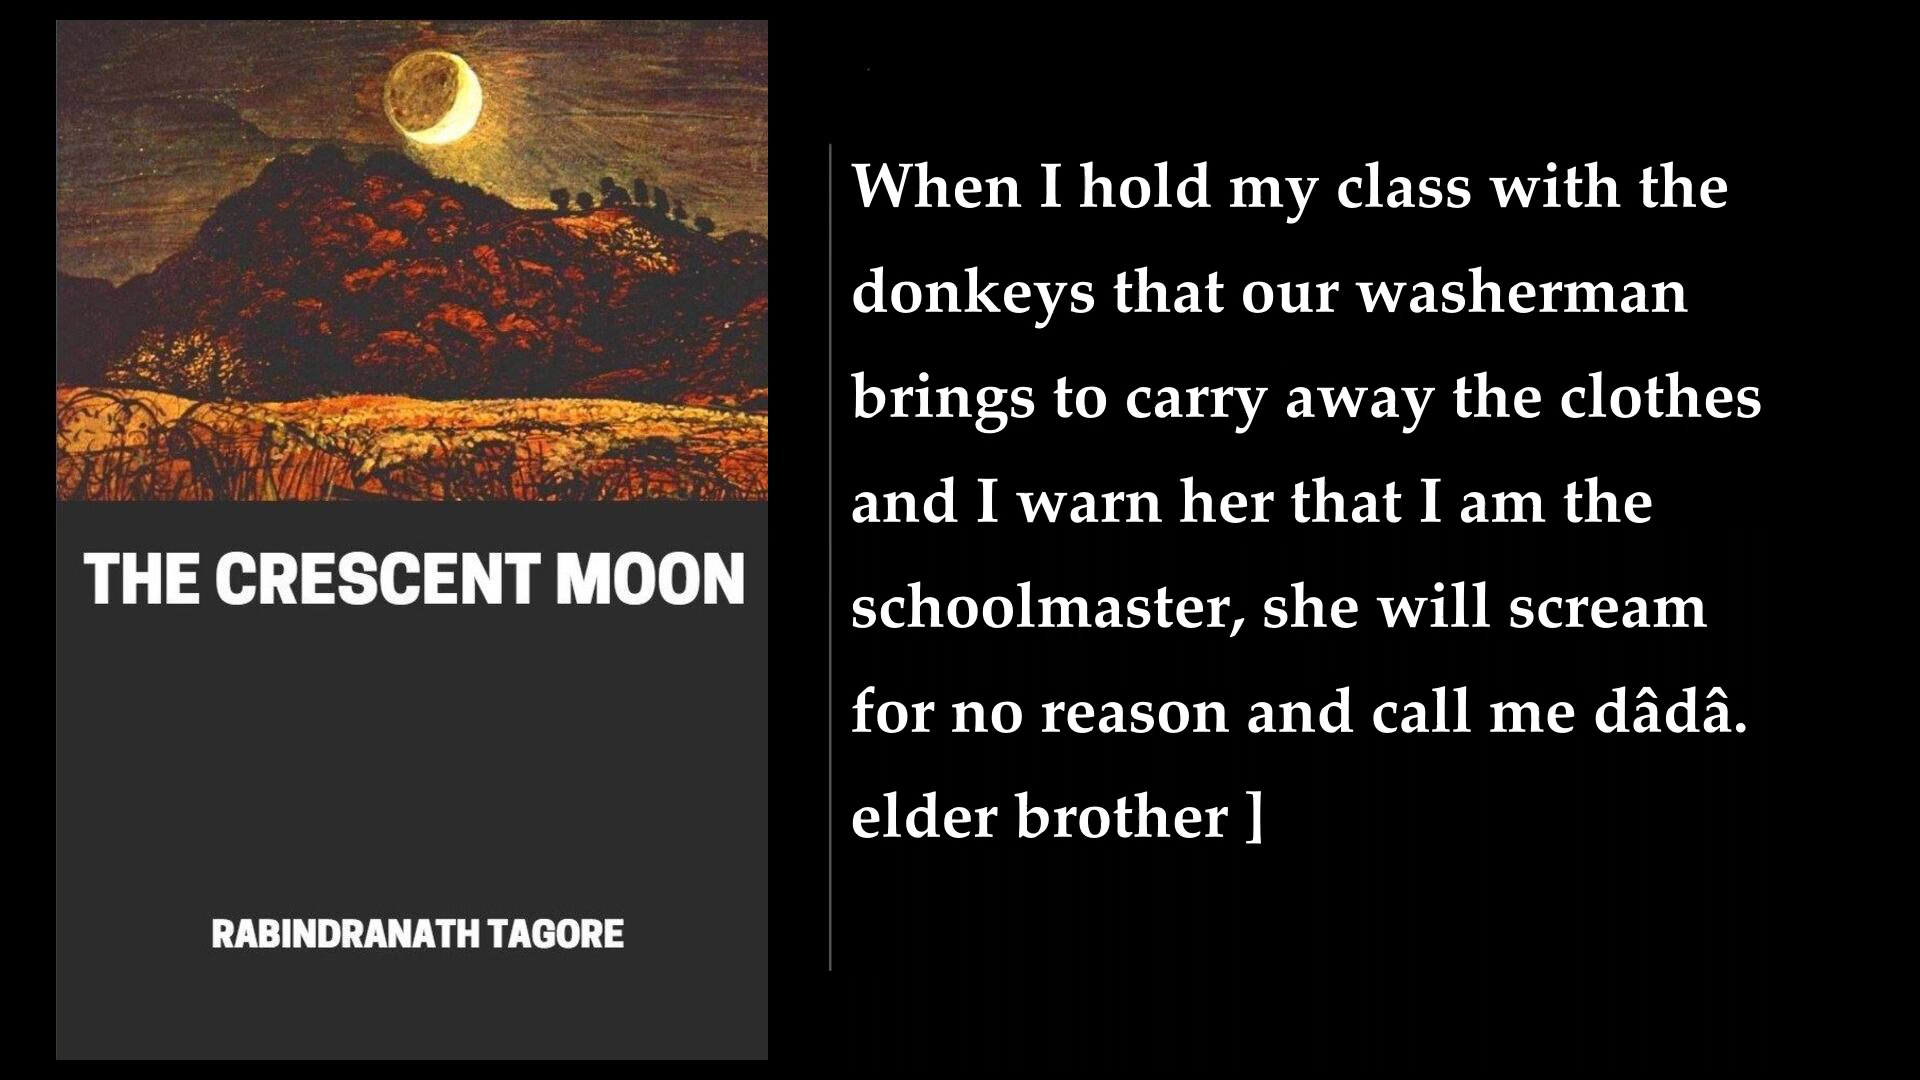 THE CRESCENT MOON
RABINDRANATH TAGORE
When I hold my class with the
donkeys that our washerman
brings to carry away the clothes
and I warn her that I am the
schoolmaster, she will scream
for no reason and call me dâdâ.
elder brother ]